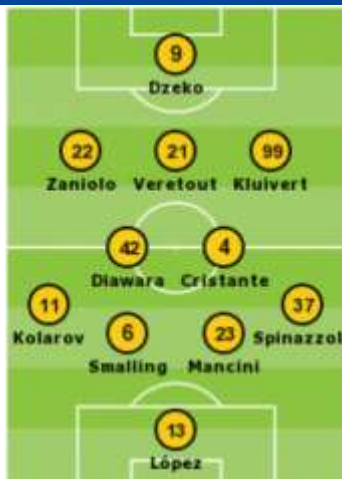 9
Dzeko
22 21 99
Zaniolo Veretout Kluivert
42 4
Diawara Cristante
11 37
Kolarov Spinazzol
6 23
Smalling Mancini
13
López